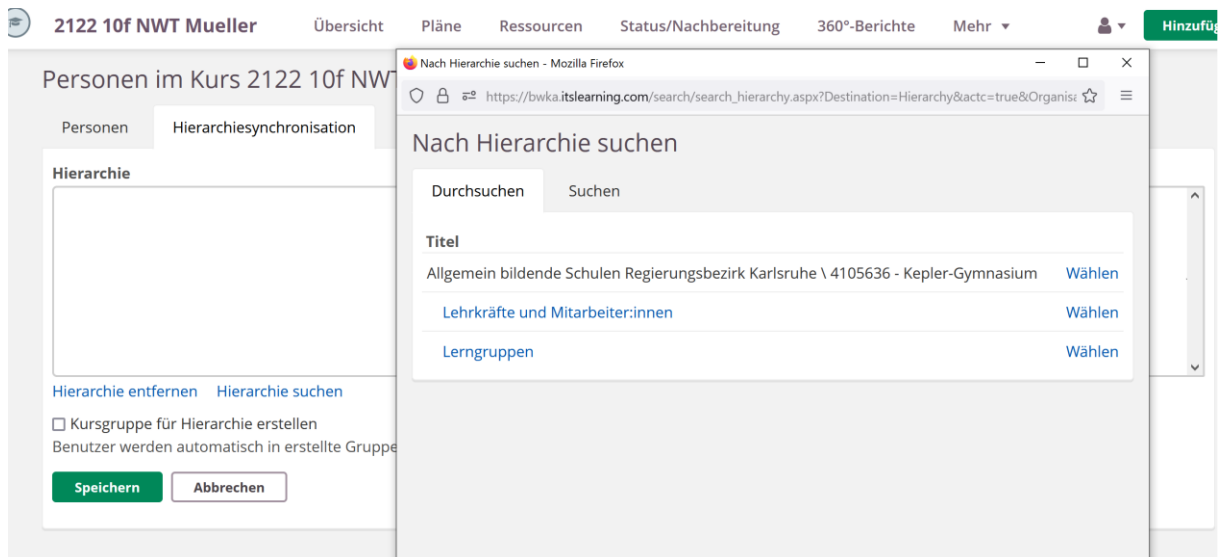 2122 10f NWT Mueller Übersicht Pläne Ressourcen Status/Nachbereitung 360°-Berichte Mehr
Personen im Kurs 2122 10f NWT
Personen Hierarchiesynchronisation
Hierarchie
Hierarchie entfernen Hierarchie suchen
Kursgruppe für Hierarchie erstellen
Benutzer werden automatisch in erstellte Gruppe
Speichern Abbrechen
Nach Hierarchie suchen - Mozilla Firefox
https://bwka.itslearning.com/search/search_hierarchy.aspx?Destination=Hierarchy&actc=true&Organisa
Nach Hierarchie suchen
Durchsuchen Suchen
Titel
Allgemein bildende Schulen Regierungsbezirk Karlsruhe \ 4105636 - Kepler-Gymnasium Wählen
Lehrkräfte und Mitarbeiter:innen Wählen
Lerngruppen Wählen